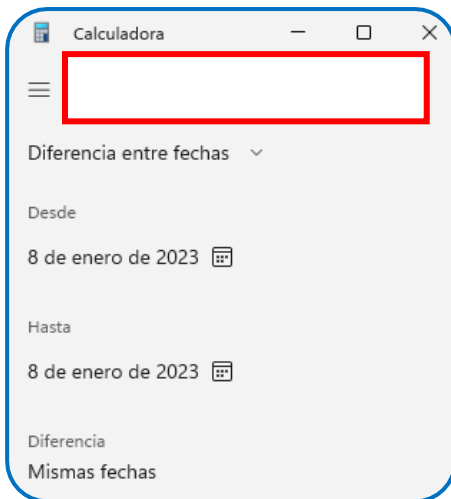 Calculadora
Diferencia entre fechas
Desde
8 de enero de 2023
Hasta
8 de enero de 2023
Diferencia
Mismas fechas